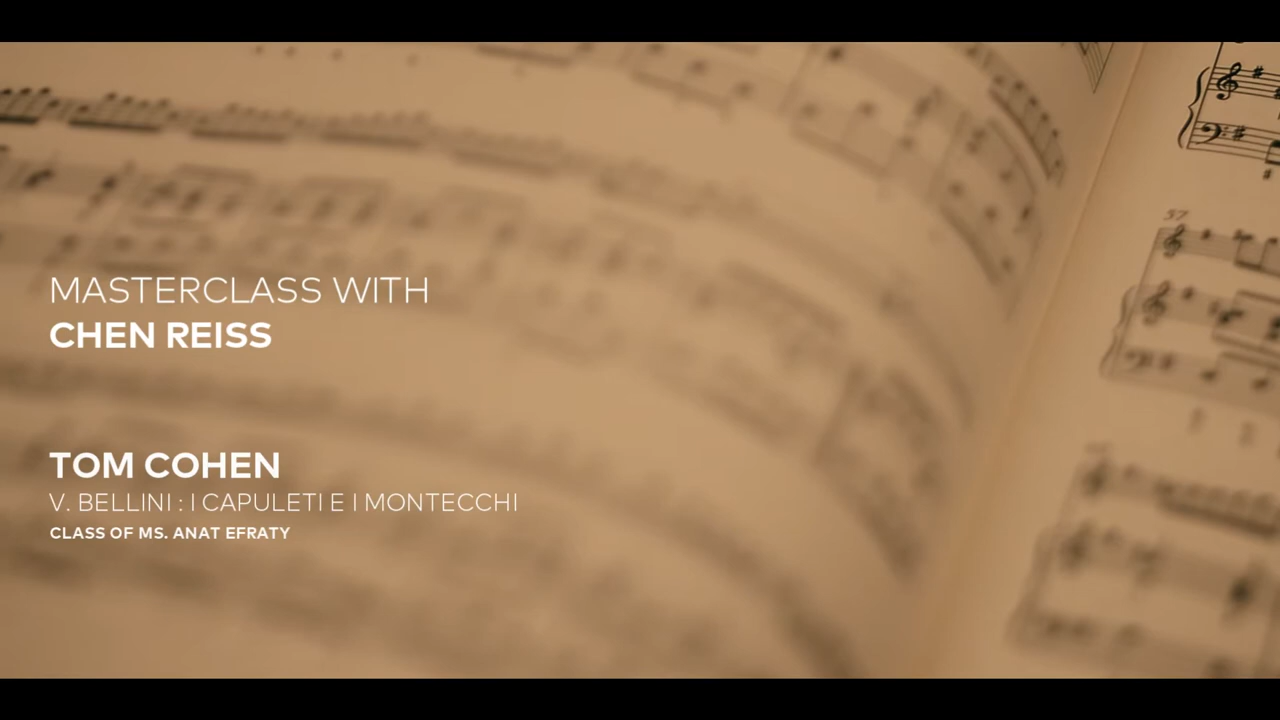 MASTERCLASS WITH
CHEN REISS
TOM COHEN
V. BELLINI : I CAPULETI E I MONTECCHI
CLASS OF MS. ANAT EFRATY
57